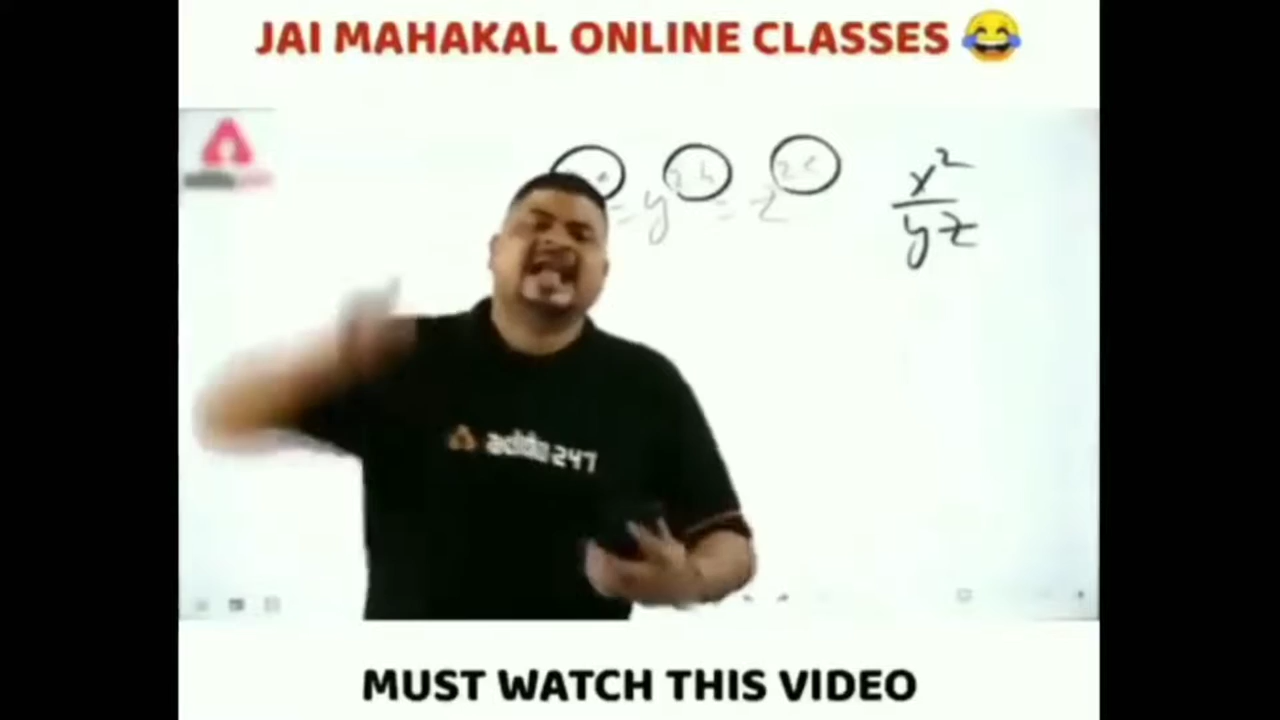 JAI MAHAKAL ONLINE CLASSES 😂
= y = z
x²
yz
adda 247
MUST WATCH THIS VIDEO